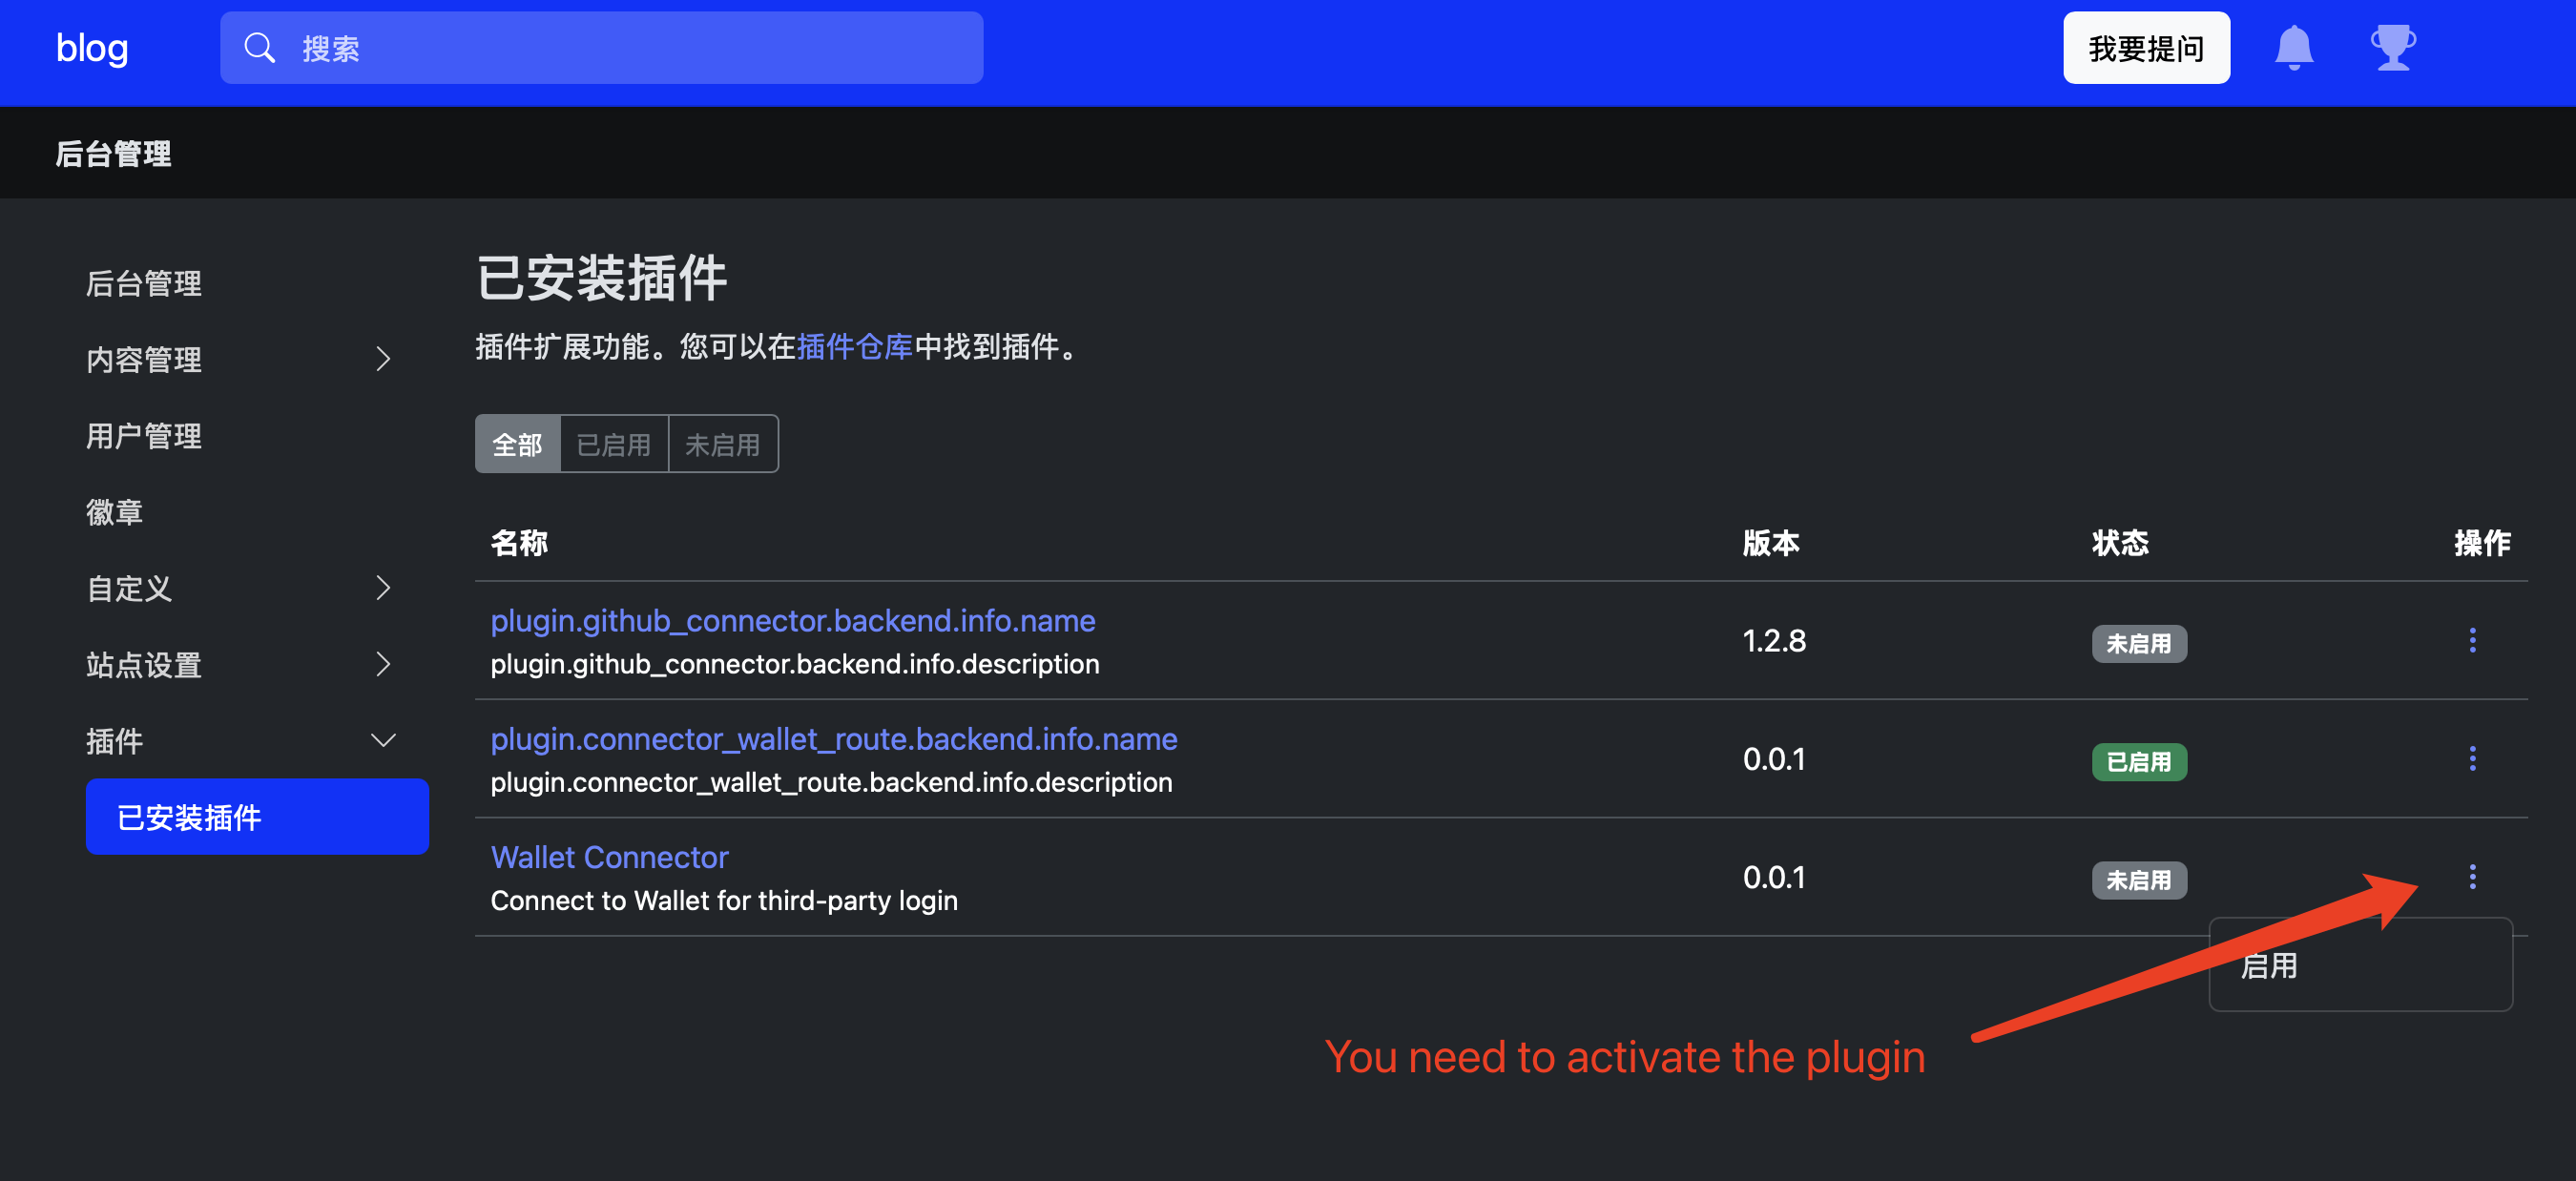 blog
搜索
我要提问
后台管理
后台管理
内容管理
用户管理
徽章
自定义
站点设置
插件
已安装插件
已安装插件
插件扩展功能。您可以在插件仓库中找到插件。
全部 已启用 未启用
名称 版本 状态 操作
plugin.github_connector.backend.info.name
plugin.github_connector.backend.info.description
1.2.8 未启用
plugin.connector_wallet_route.backend.info.name
plugin.connector_wallet_route.backend.info.description
0.0.1 已启用
Wallet Connector
Connect to Wallet for third-party login
0.0.1 未启用
启用
You need to activate the plugin